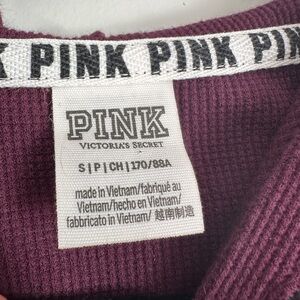 K PINK PINK PIN
PINK
VICTORIA'S SECRET
S|P|CH|170/88A
made in Vietnam/fabriqué au
Vietnam/hecho en Vietnam/
fabbricato in Vietnam/ 越南制造